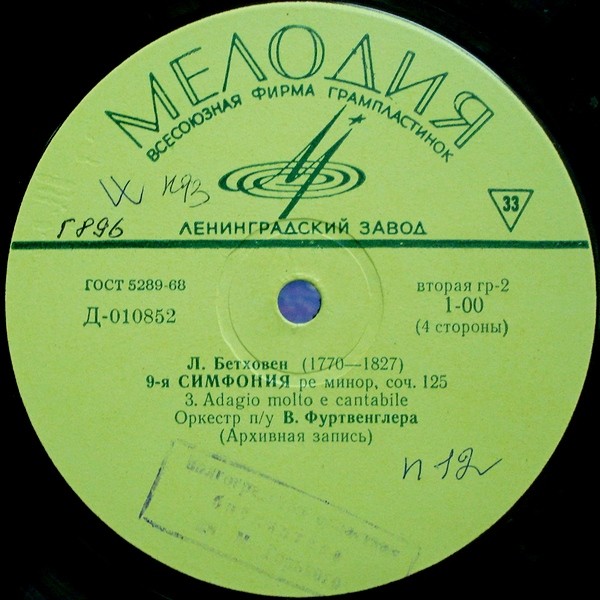 МЕЛОДИЯ
ВСЕСОЮЗНАЯ ФИРМА ГРАМПЛАСТИНОК
33
Г896
ЛЕНИНГРАДСКИЙ ЗАВОД
ГОСТ 5289-68
вторая гр-2
Д-010852
1-00
(4 стороны)
Л. Бетховен (1770—1827)
9-я СИМФОНИЯ ре минор, соч. 125
3. Adagio molto e cantabile
Оркестр п/у В. Фуртвенглера
(Архивная запись)
п 12